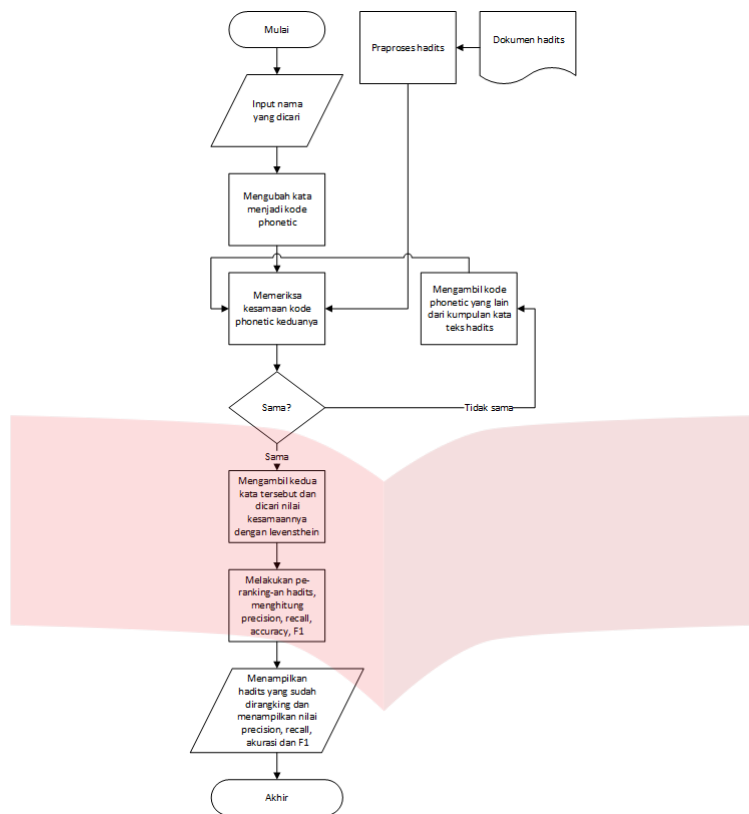 Mulai
Praproses hadits
Dokumen hadits
Input nama
yang dicari
Mengubah kata
menjadi kode
phonetic
Memeriksa
kesamaan kode
phonetic keduanya
Mengambil kode
phonetic yang lain
dari kumpulan kata
teks hadits
Sama?
Tidak sama
Sama
Mengambil kedua
kata tersebut dan
dicari nilai
kesamaannya
dengan levensthein
Melakukan pe-
ranking-an hadits,
menghitung
precision, recall,
accuracy, F1
Menampilkan
hadits yang sudah
dirangking dan
menampilkan nilai
precision, recall,
akurasi dan F1
Akhir